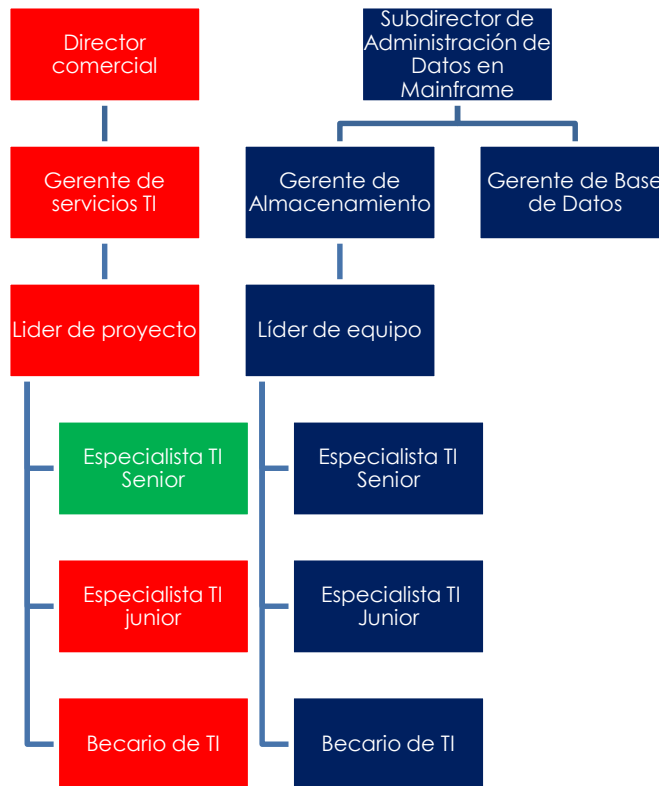 Director
comercial
Subdirector de
Administración de
Datos en
Mainframe
Gerente de
servicios TI
Gerente de
Almacenamiento
Gerente de Base
de Datos
Lider de proyecto
Líder de equipo
Especialista TI
Senior
Especialista TI
Senior
Especialista TI
junior
Especialista TI
Junior
Becario de TI
Becario de TI